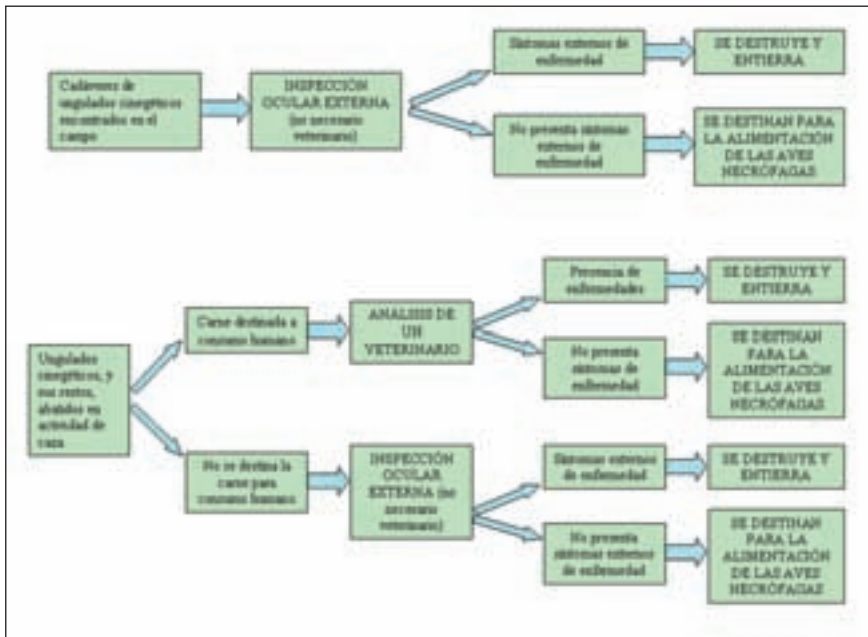 Cadáveres de
ungulados cinegéticos
encontrados en el
campo
INSPECCIÓN
OCULAR EXTERNA
(no necesario
veterinario)
Síntomas externos de
enfermedad
SE DESTRUYE Y
ENTIERRA
No presenta síntomas
externos de
enfermedad
SE DESTINAN PARA
LA ALIMENTACIÓN
DE LAS AVES
NECRÓFAGAS
Ungulados
cinegéticos, y
sus restos,
abatidos en
actividad de
caza
Carne destinada a
consumo humano
ANÁLISIS DE
UN
VETERINARIO
Presencia de
enfermedades
SE DESTRUYE Y
ENTIERRA
No presenta
síntomas de
enfermedad
SE DESTINAN
PARA LA
ALIMENTACIÓN
DE LAS AVES
NECRÓFAGAS
No se destina la
carne para
consumo humano
INSPECCIÓN
OCULAR
EXTERNA (no
necesario
veterinario)
Síntomas externos
de enfermedad
SE DESTRUYE Y
ENTIERRA
No presenta
síntomas externos
de enfermedad
SE DESTINAN
PARA LA
ALIMENTACIÓN
DE LAS AVES
NECRÓFAGAS